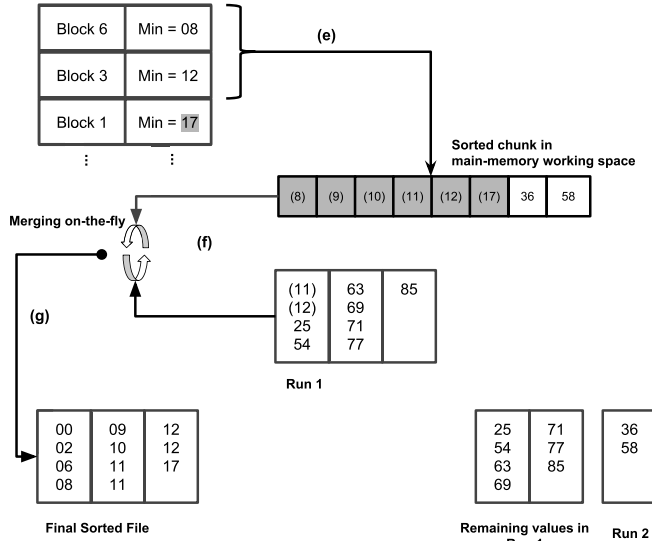 Block 6 Min = 08
(e)
Block 3 Min = 12
Block 1 Min = 17
Sorted chunk in
main-memory working space
(8) (9) (10) (11) (12) (17) 36 58
Merging on-the-fly
(f)
(g)
(11) 63 85
(12) 69
25 71
54 77
Run 1
00 09 12
02 10 12
06 11 17
08 11
Final Sorted File
25 71
54 77
63 85
69
Remaining values in
Run 1
36
58
Run 2